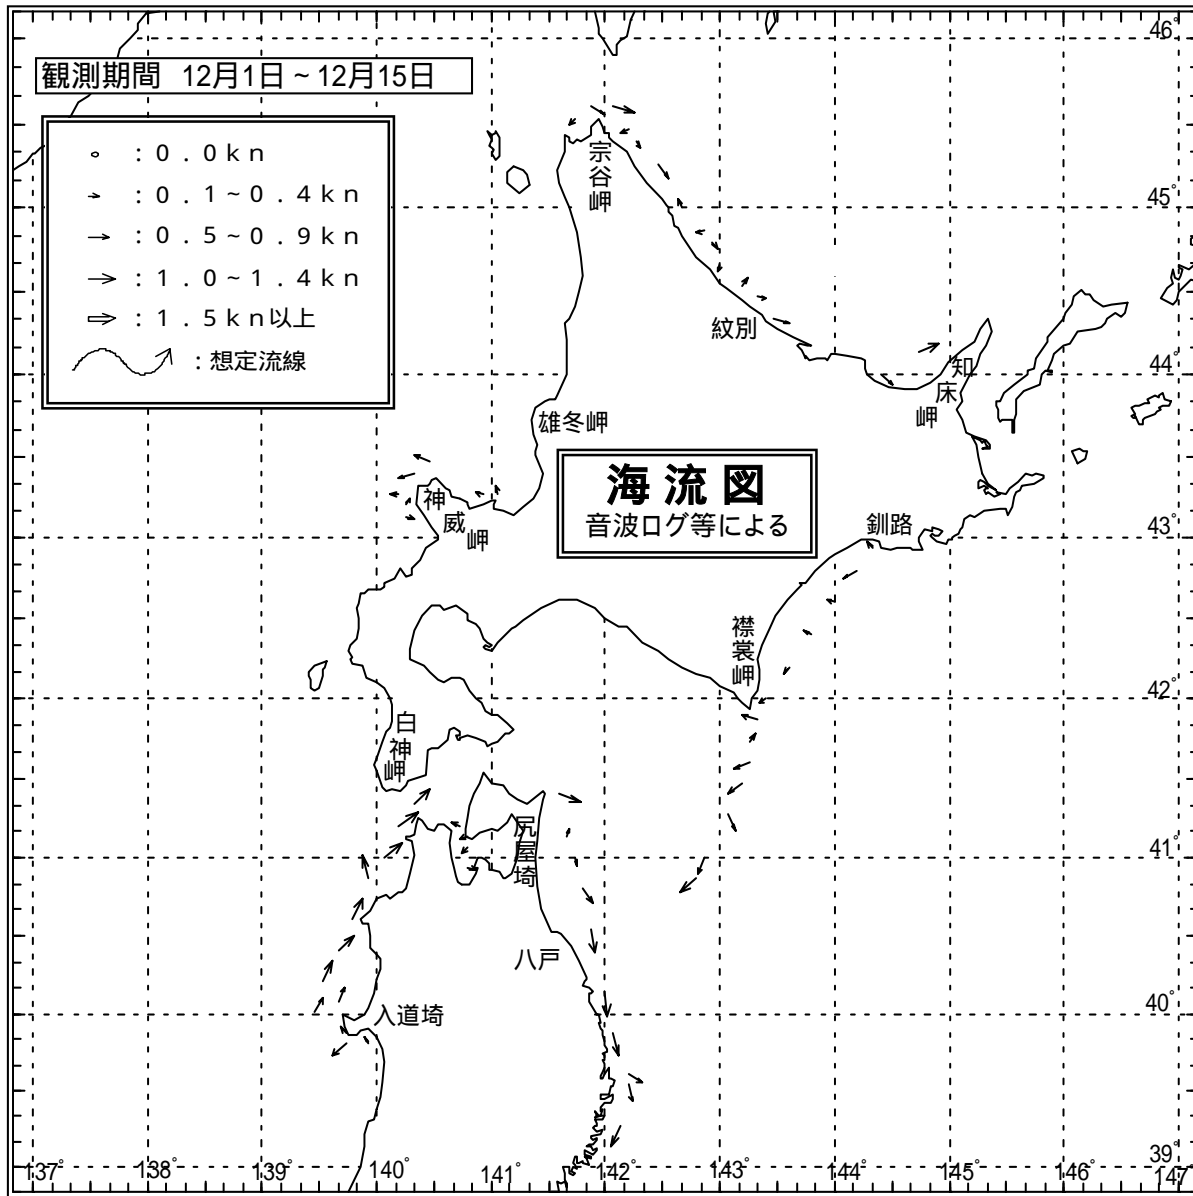 観測期間 12月1日～12月15日
：０．０ｋｎ
：０．１～０．４ｋｎ
：０．５～０．９ｋｎ
：１．０～１．４ｋｎ
：１．５ｋｎ以上
：想定流線
海流図
音波ログ等による
宗谷岬
紋別
知床岬
雄冬岬
神威岬
釧路
襟裳岬
白神岬
尻屋埼
八戸
入道埼
46°
45°
44°
43°
42°
41°
40°
39°
137°
138°
139°
140°
141°
142°
143°
144°
145°
146°
147°